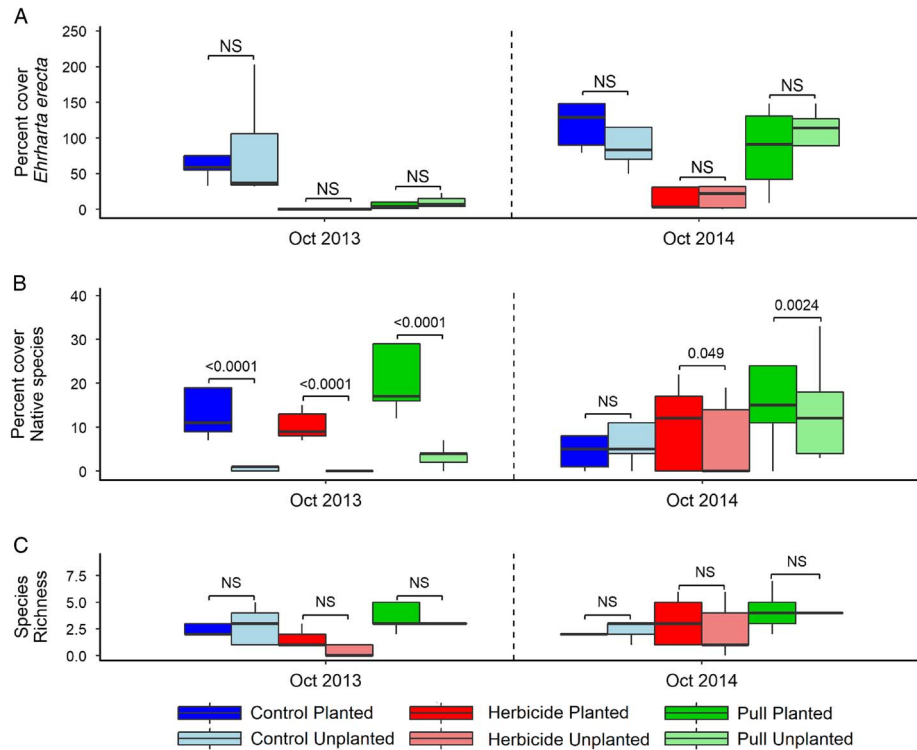 A
Percent cover
Ehrharta erecta
250
200
150
100
50
0
NS
NS
NS
NS
NS
NS
Oct 2013
Oct 2014
B
Percent cover
Native species
40
30
20
10
0
<0.0001
<0.0001
<0.0001
NS
0.049
0.0024
Oct 2013
Oct 2014
C
Species
Richness
7.5
5.0
2.5
0.0
NS
NS
NS
NS
NS
NS
Oct 2013
Oct 2014
Control Planted
Herbicide Planted
Pull Planted
Control Unplanted
Herbicide Unplanted
Pull Unplanted